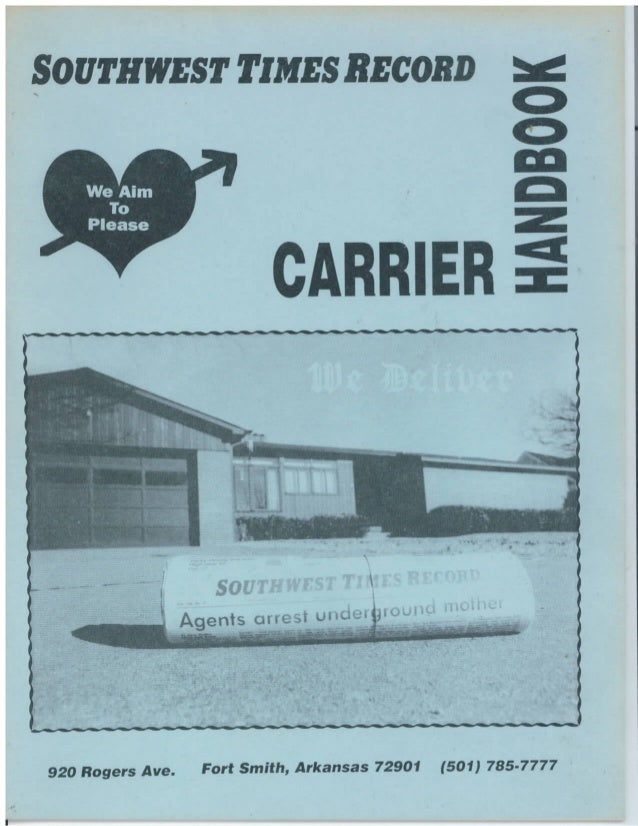 SOUTHWEST TIMES RECORD
HANDBOOK
We Aim
To
Please
CARRIER
We Deliver
SOUTHWEST TIMES RECORD
Agents arrest underground mother
920 Rogers Ave. Fort Smith, Arkansas 72901 (501) 785-7777